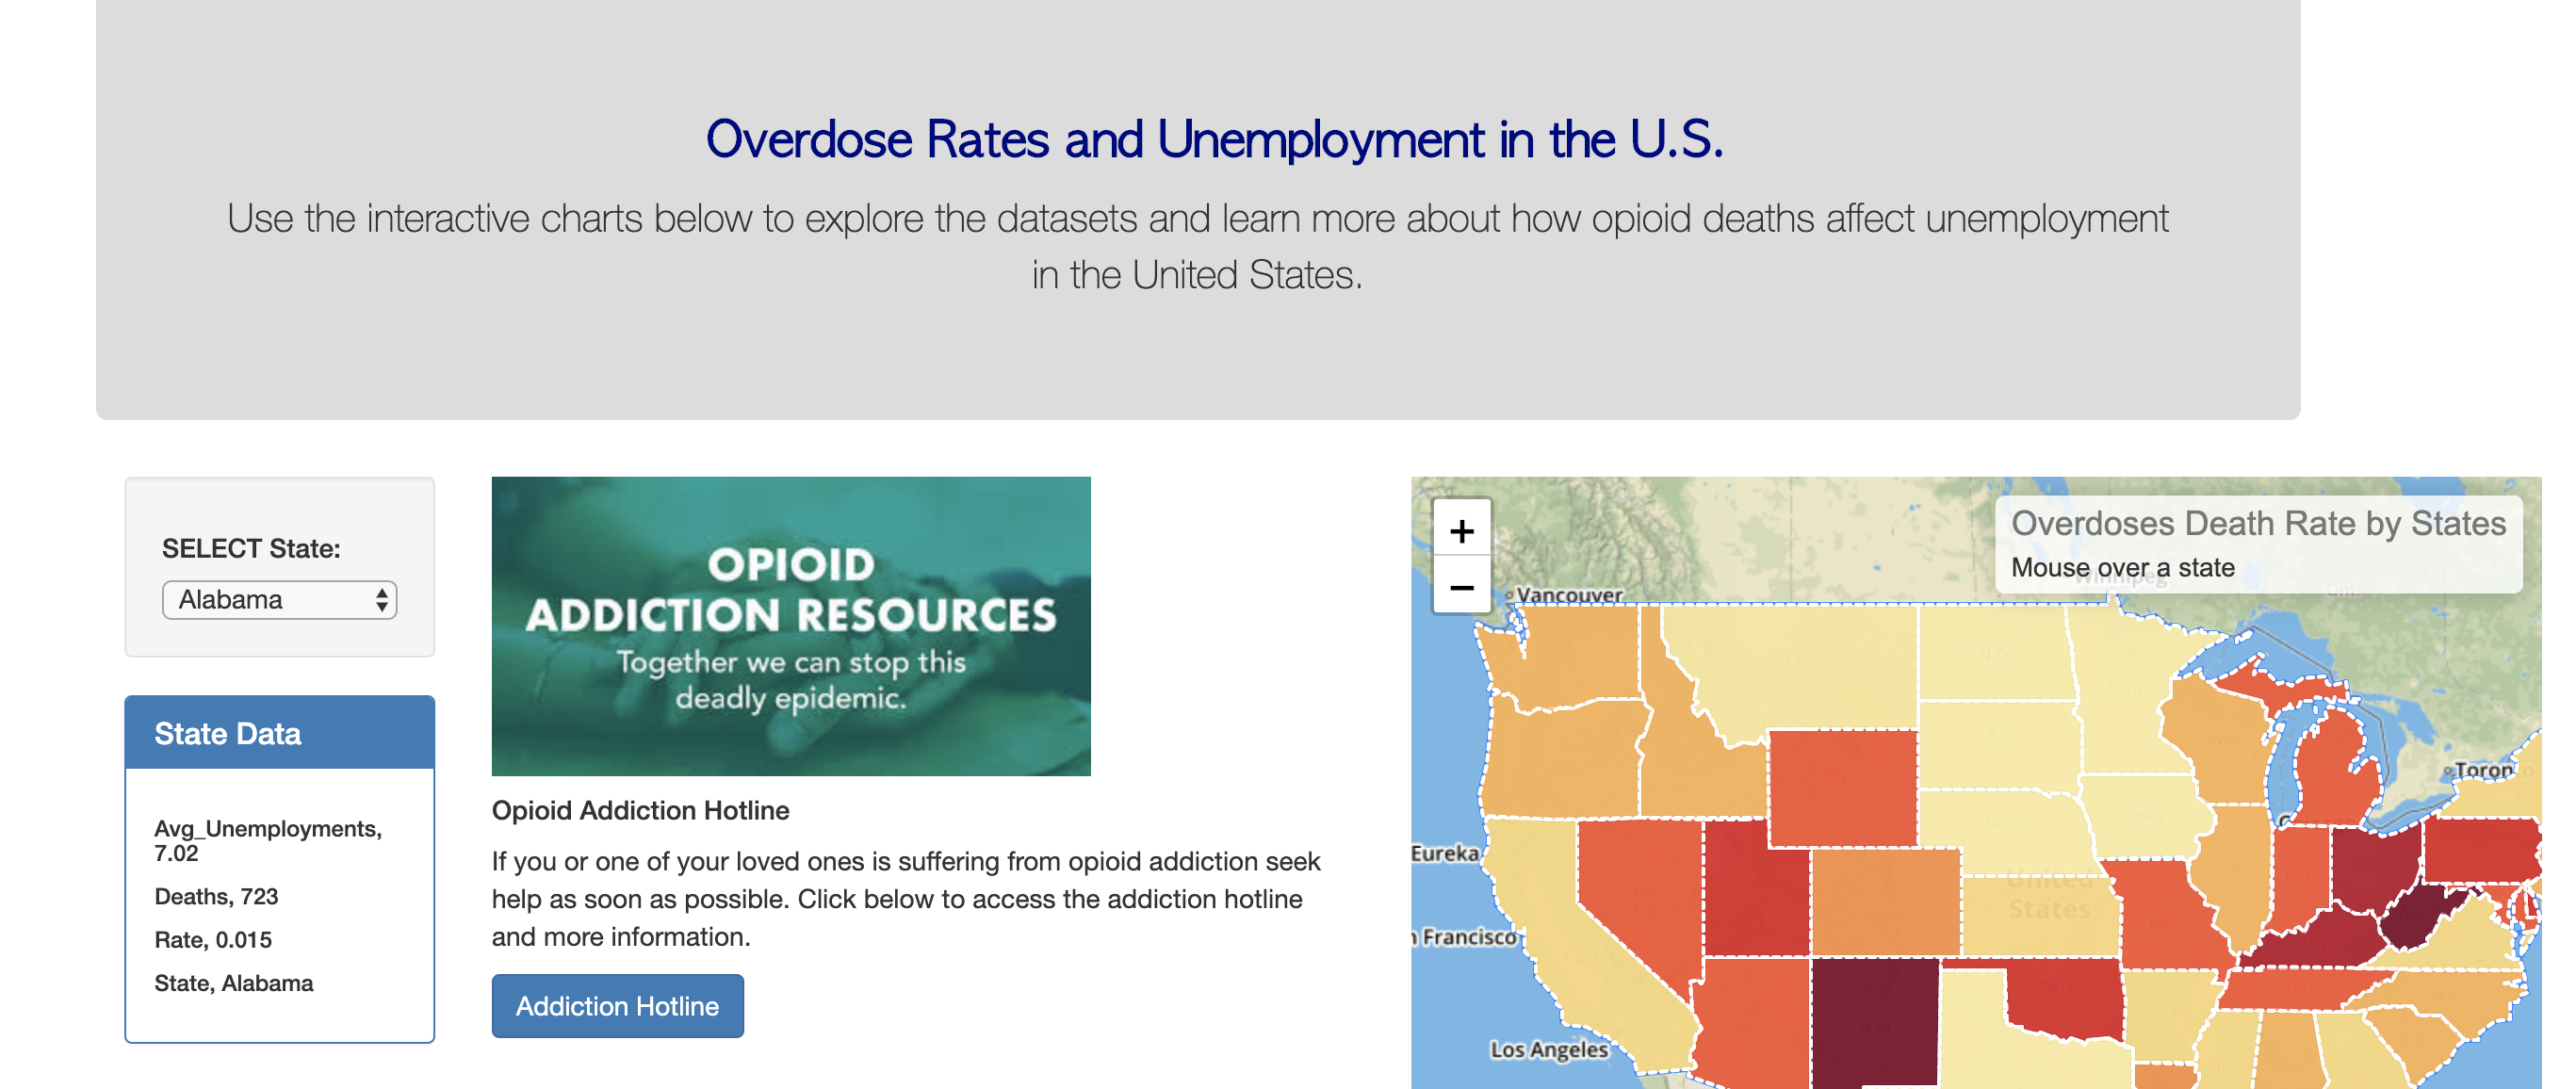 Overdose Rates and Unemployment in the U.S.
Use the interactive charts below to explore the datasets and learn more about how opioid deaths affect unemployment
in the United States.
SELECT State:
Alabama
State Data
Avg_Unemployments,
7.02
Deaths, 723
Rate, 0.015
State, Alabama
OPIOID
ADDICTION RESOURCES
Together we can stop this
deadly epidemic.
Opioid Addiction Hotline
If you or one of your loved ones is suffering from opioid addiction seek
help as soon as possible. Click below to access the addiction hotline
and more information.
Addiction Hotline
+
−
Overdoses Death Rate by States
Mouse over a state
Winnipeg
Ont.
Vancouver
Toron
Eureka
United
States
Francisco
Los Angeles